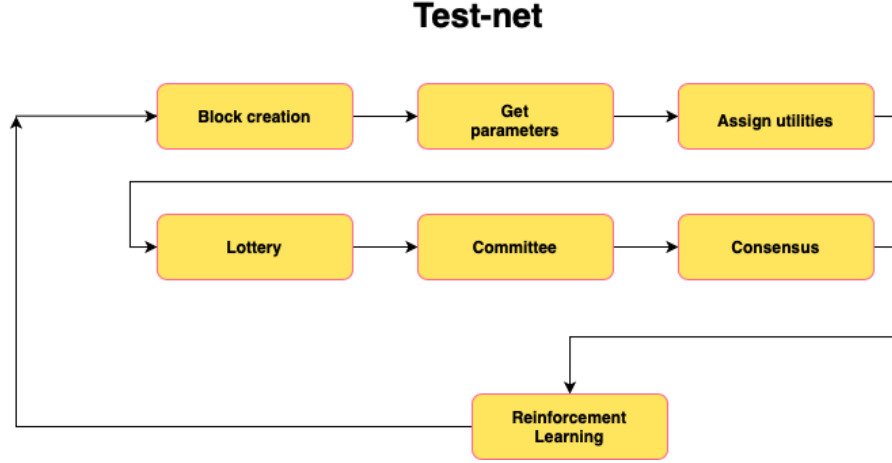 Test-net
Block creation
Get
parameters
Assign utilities
Lottery
Committee
Consensus
Reinforcement
Learning